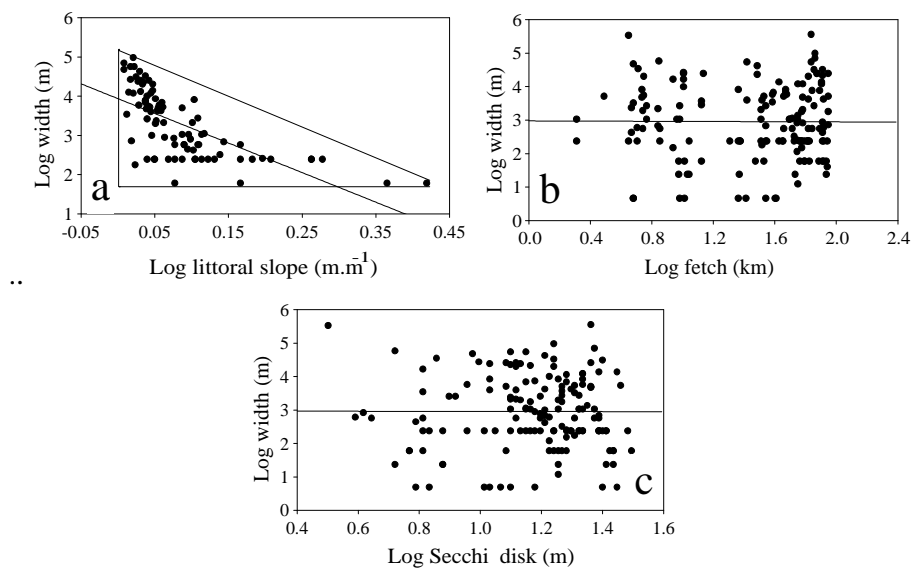 6
5
4
3
2
1
Log width (m)
a
-0.05 0.05 0.15 0.25 0.35 0.45
Log littoral slope (m.m-1)
6
5
4
3
2
1
0
Log width (m)
b
0.0 0.4 0.8 1.2 1.6 2.0 2.4
Log fetch (km)
..
6
5
4
3
2
1
0
Log width (m)
c
0.4 0.6 0.8 1.0 1.2 1.4 1.6
Log Secchi disk (m)